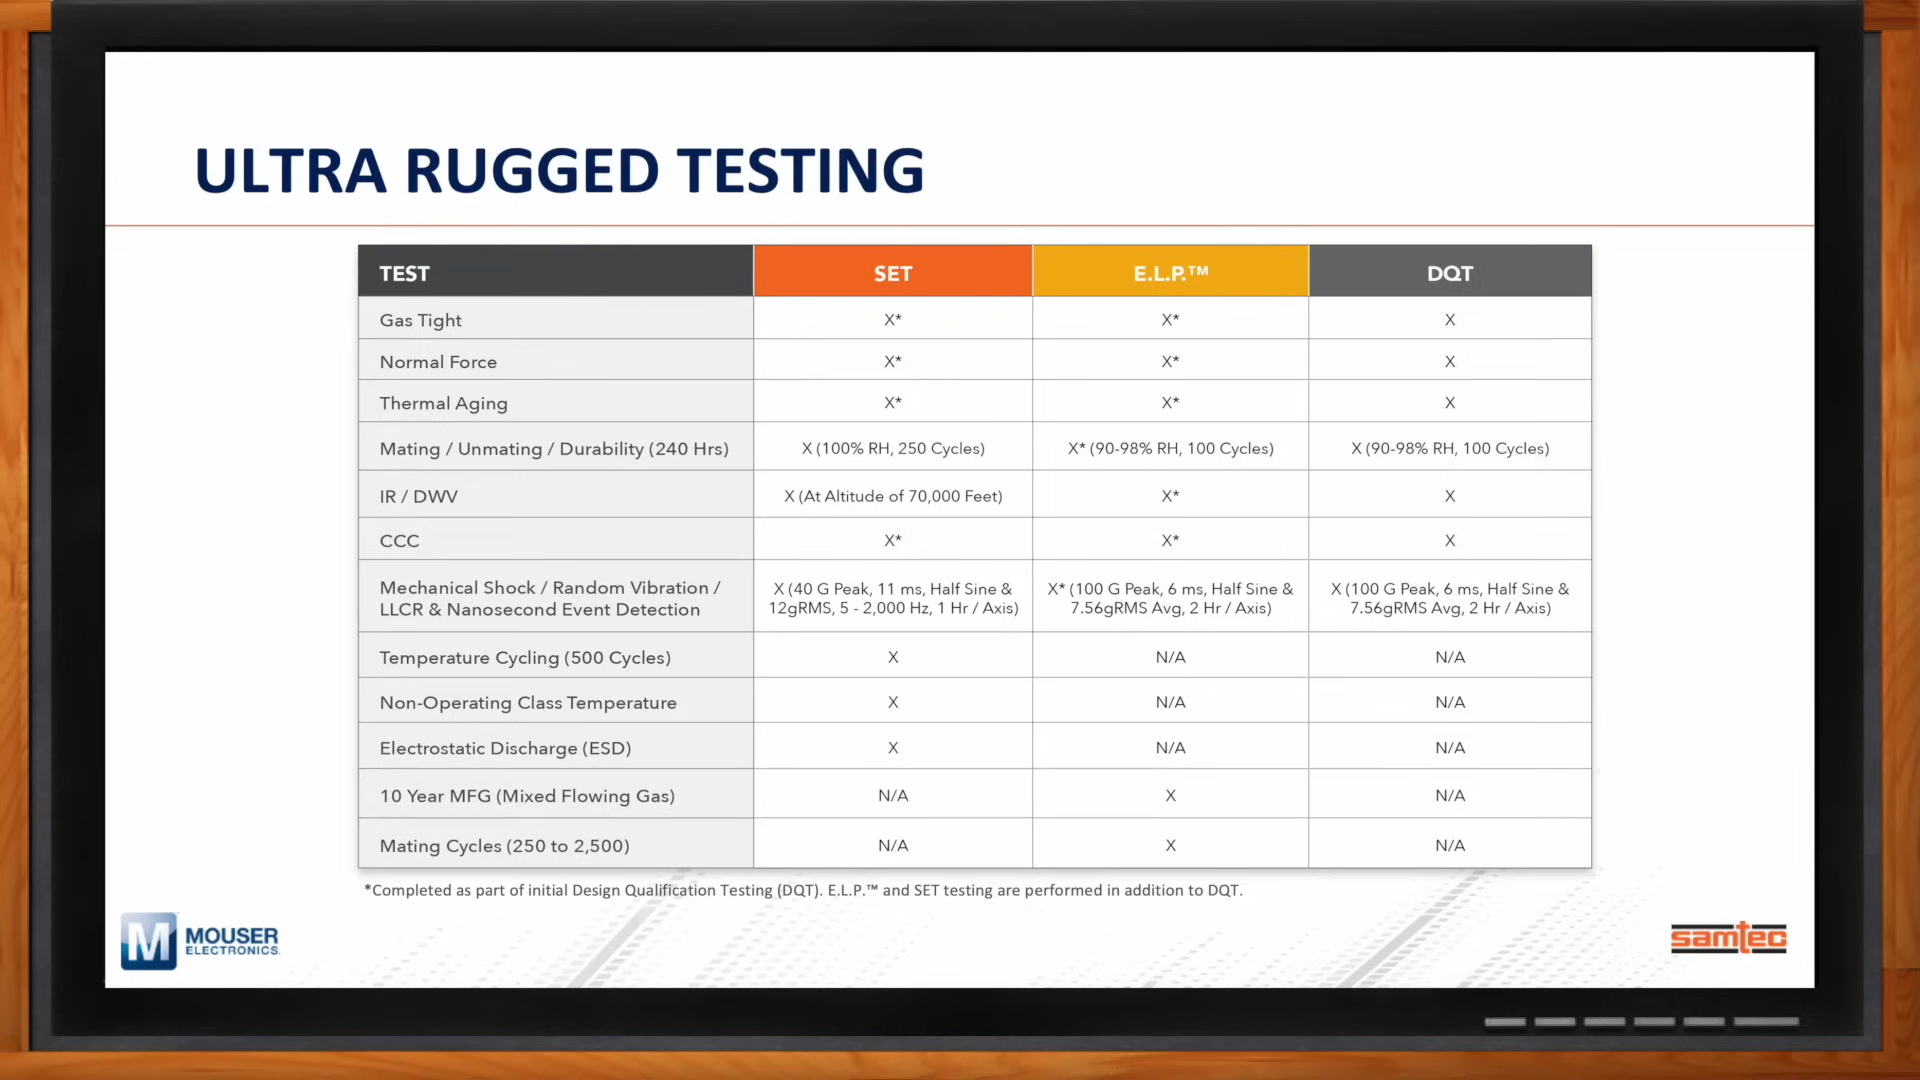 ULTRA RUGGED TESTING
TEST SET E.L.P.™ DQT
Gas Tight X* X* X
Normal Force X* X* X
Thermal Aging X* X* X
Mating / Unmating / Durability (240 Hrs) X (100% RH, 250 Cycles) X* (90-98% RH, 100 Cycles) X (90-98% RH, 100 Cycles)
IR / DWV X (At Altitude of 70,000 Feet) X* X
CCC X* X* X
Mechanical Shock / Random Vibration / X (40 G Peak, 11 ms, Half Sine & X* (100 G Peak, 6 ms, Half Sine & X (100 G Peak, 6 ms, Half Sine &
LLCR & Nanosecond Event Detection 12gRMS, 5 - 2,000 Hz, 1 Hr / Axis) 7.56gRMS Avg, 2 Hr / Axis) 7.56gRMS Avg, 2 Hr / Axis)
Temperature Cycling (500 Cycles) X N/A N/A
Non-Operating Class Temperature X N/A N/A
Electrostatic Discharge (ESD) X N/A N/A
10 Year MFG (Mixed Flowing Gas) N/A X N/A
Mating Cycles (250 to 2,500) N/A X N/A
*Completed as part of initial Design Qualification Testing (DQT). E.L.P.™ and SET testing are performed in addition to DQT.
M MOUSER
ELECTRONICS
samtec